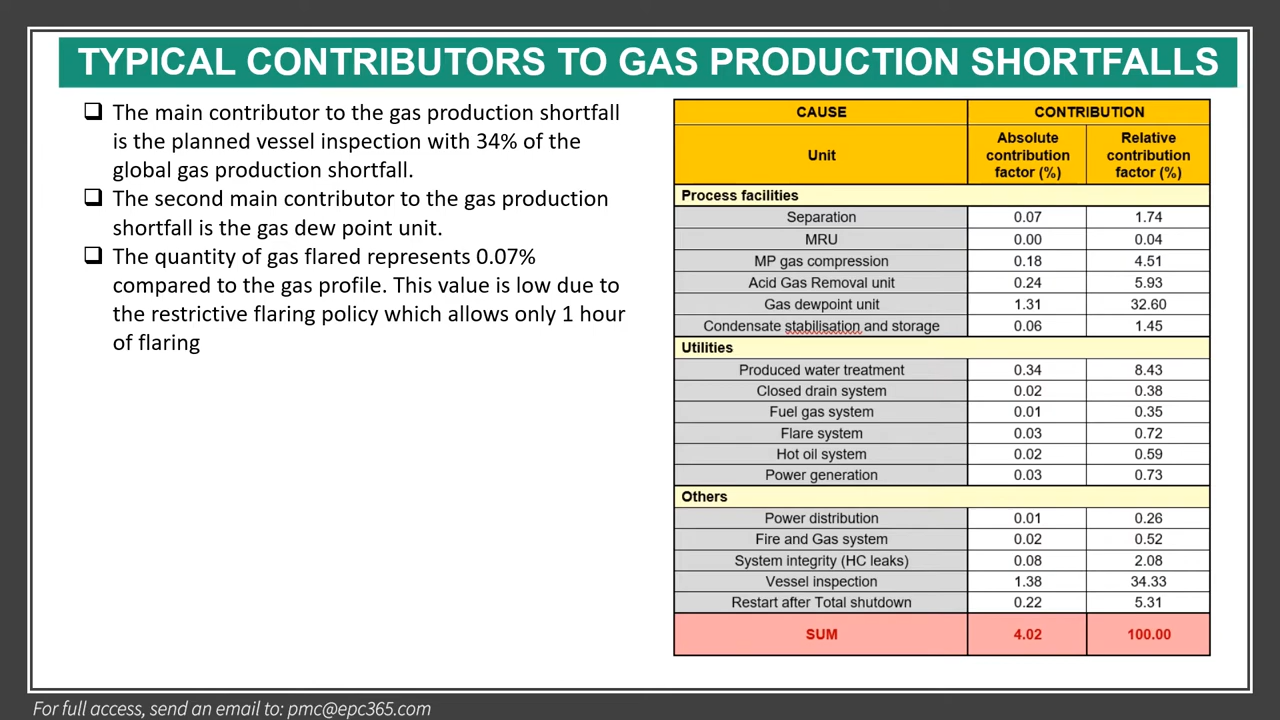 TYPICAL CONTRIBUTORS TO GAS PRODUCTION SHORTFALLS
The main contributor to the gas production shortfall
is the planned vessel inspection with 34% of the
global gas production shortfall.
The second main contributor to the gas production
shortfall is the gas dew point unit.
The quantity of gas flared represents 0.07%
compared to the gas profile. This value is low due to
the restrictive flaring policy which allows only 1 hour
of flaring
CAUSE CONTRIBUTION
Unit Absolute contribution factor (%) Relative contribution factor (%)
Process facilities
Separation 0.07 1.74
MRU 0.00 0.04
MP gas compression 0.18 4.51
Acid Gas Removal unit 0.24 5.93
Gas dewpoint unit 1.31 32.60
Condensate stabilisation and storage 0.06 1.45
Utilities
Produced water treatment 0.34 8.43
Closed drain system 0.02 0.38
Fuel gas system 0.01 0.35
Flare system 0.03 0.72
Hot oil system 0.02 0.59
Power generation 0.03 0.73
Others
Power distribution 0.01 0.26
Fire and Gas system 0.02 0.52
System integrity (HC leaks) 0.08 2.08
Vessel inspection 1.38 34.33
Restart after Total shutdown 0.22 5.31
SUM 4.02 100.00
For full access, send an email to: pmc@epc365.com